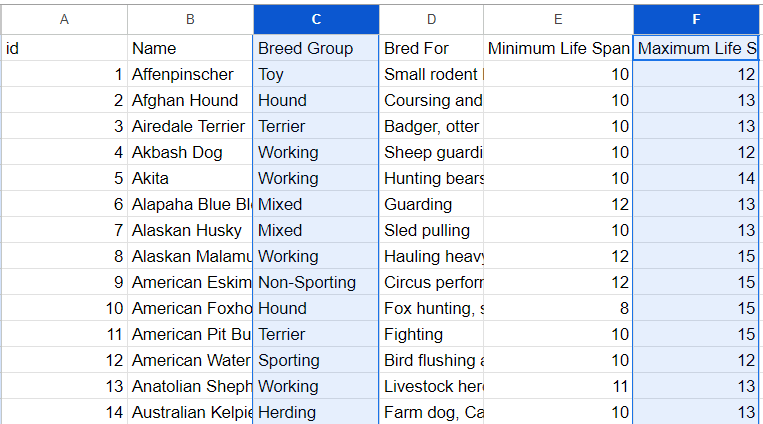 A B C D E F
id Name Breed Group Bred For Minimum Life Span Maximum Life S
1 Affenpinscher Toy Small rodent 10 12
2 Afghan Hound Hound Coursing and 10 13
3 Airedale Terrier Terrier Badger, otter 10 13
4 Akbash Dog Working Sheep guardi 10 12
5 Akita Working Hunting bears 10 14
6 Alapaha Blue Bl Mixed Guarding 12 13
7 Alaskan Husky Mixed Sled pulling 10 13
8 Alaskan Malamu Working Hauling heavy 12 15
9 American Eskim Non-Sporting Circus perforr 12 15
10 American Foxho Hound Fox hunting, s 8 15
11 American Pit Bu Terrier Fighting 10 15
12 American Water Sporting Bird flushing a 10 12
13 Anatolian Sheph Working Livestock her 11 13
14 Australian Kelpie Herding Farm dog, Ca 10 13